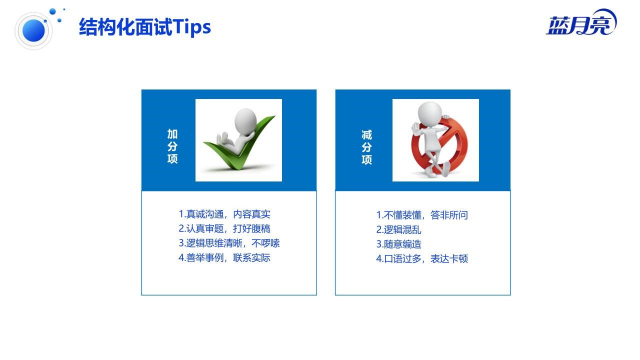 结构化面试Tips
蓝月亮
加分项
减分项
1.真诚沟通，内容真实
2.认真审题，打好腹稿
3.逻辑思维清晰，不啰嗦
4.善举事例，联系实际
1.不懂装懂，答非所问
2.逻辑混乱
3.随意编造
4.口语过多，表达卡顿